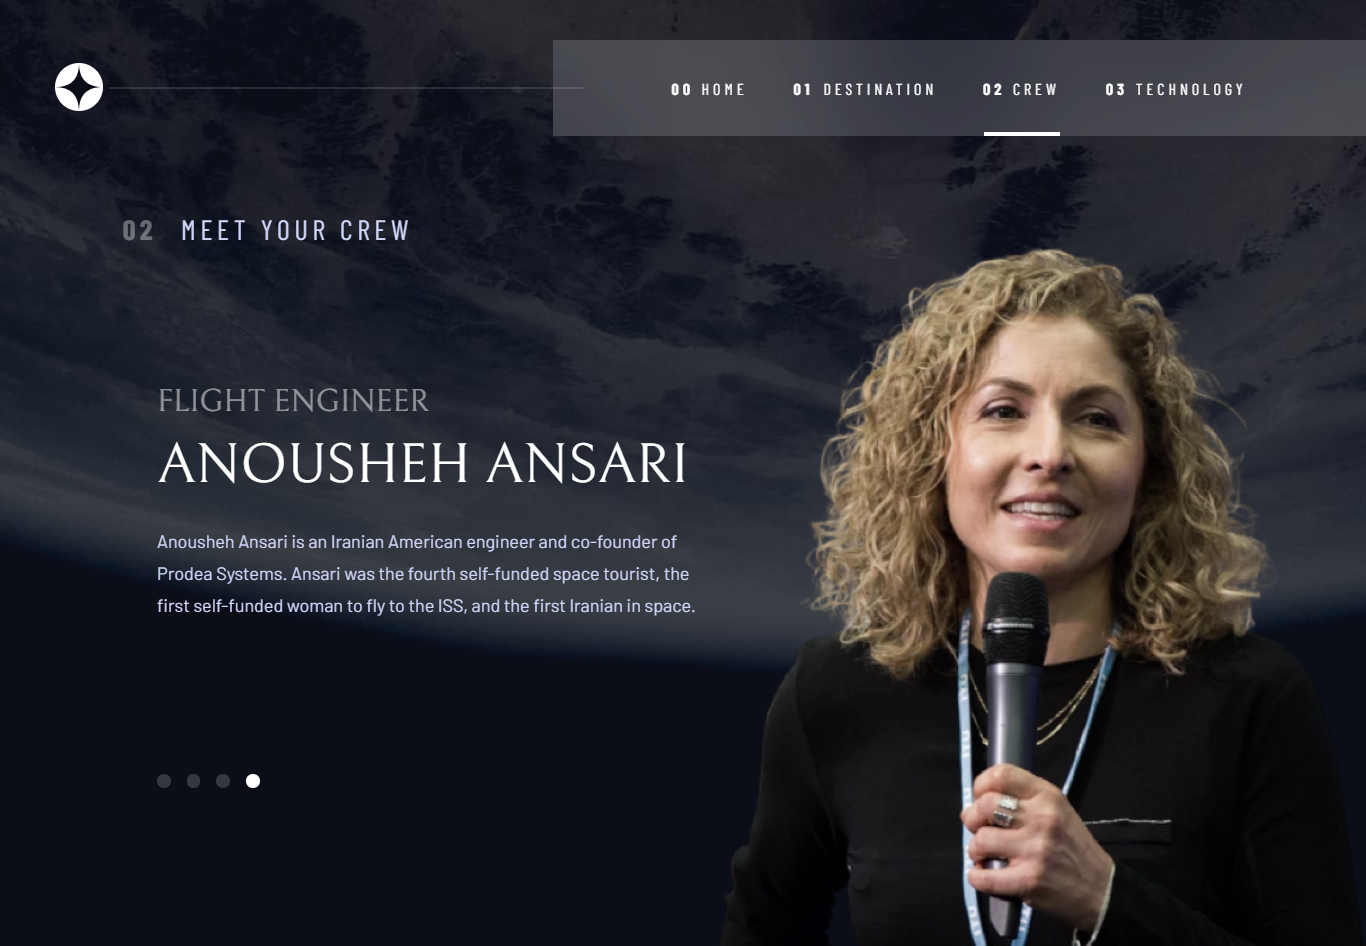 00 HOME
01 DESTINATION
02 CREW
03 TECHNOLOGY
02 MEET YOUR CREW
FLIGHT ENGINEER
ANOUSHEH ANSARI
Anousheh Ansari is an Iranian American engineer and co-founder of
Prodea Systems. Ansari was the fourth self-funded space tourist, the
first self-funded woman to fly to the ISS, and the first Iranian in space.